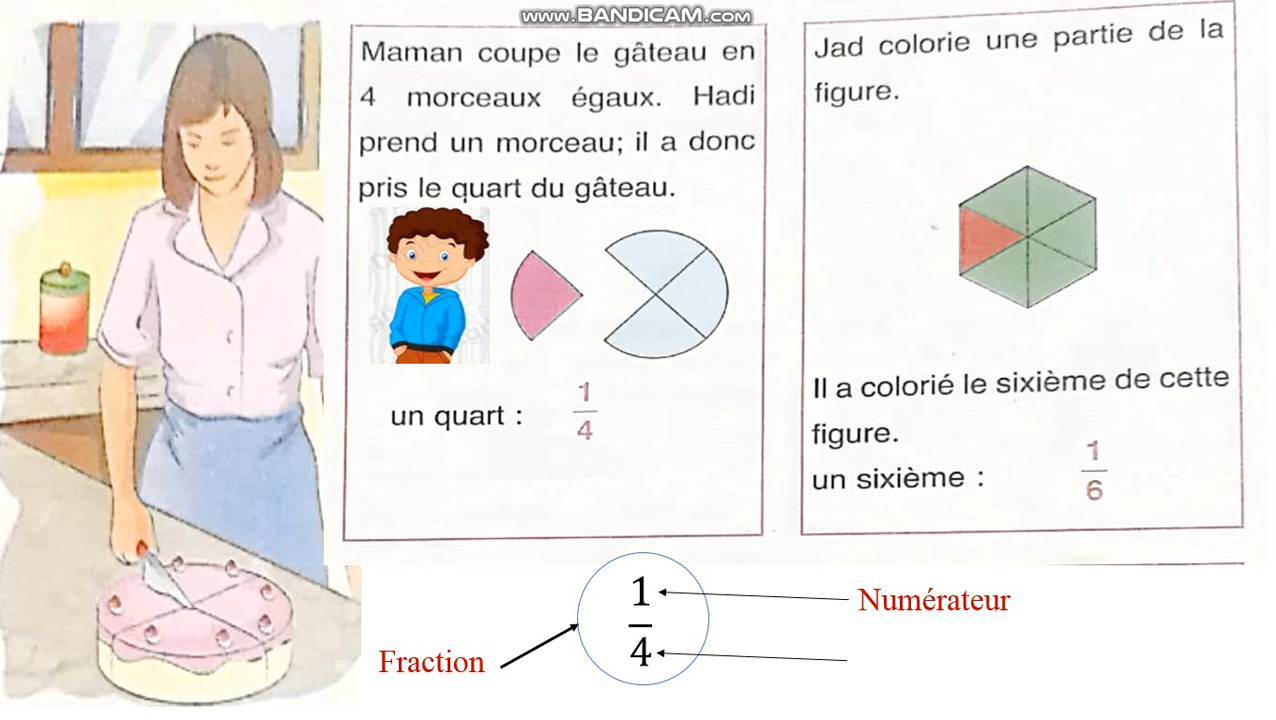 www.BANDICAM.com
Maman coupe le gâteau en
4 morceaux égaux. Hadi
prend un morceau; il a donc
pris le quart du gâteau.
un quart :
1
4
Jad colorie une partie de la
figure.
Il a colorié le sixième de cette
figure.
un sixième :
1
6
Fraction
1
4
Numérateur